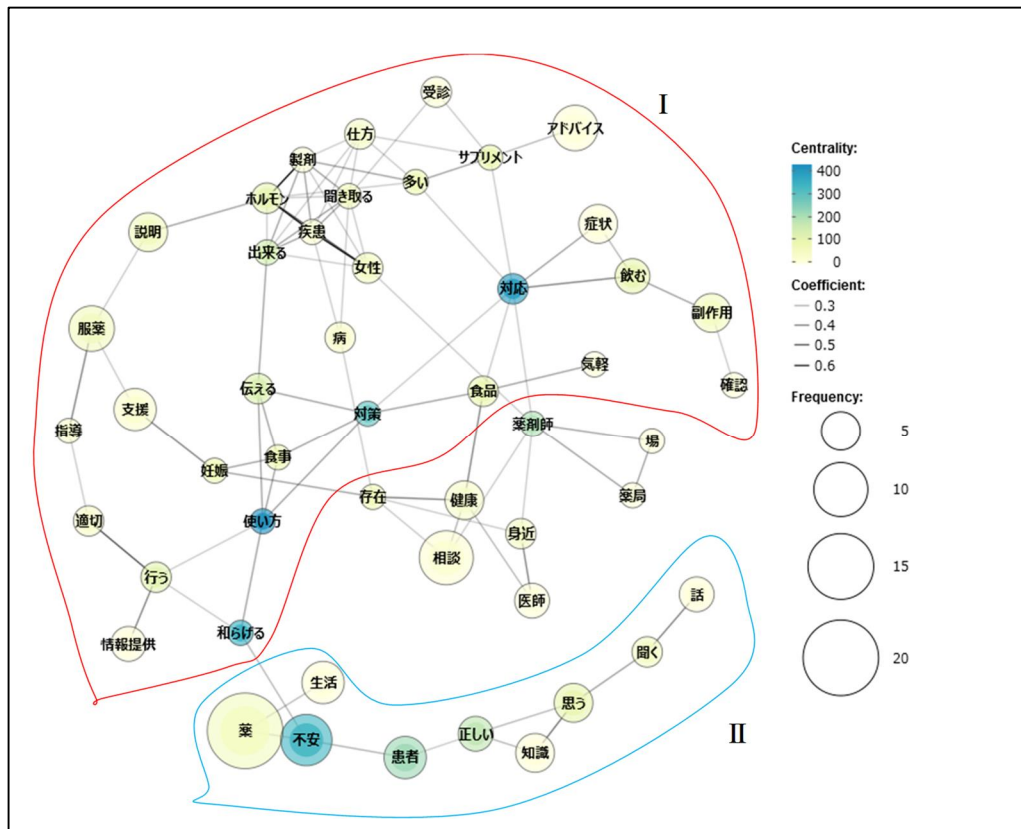 I
受診
アドバイス
仕方
サプリメント
製剤
多い
聞き取る
ホルモン
疾患
説明
出来る
女性
症状
飲む
対応
副作用
服薬
病
気軽
確認
伝える
食品
支援
対策
薬剤師
指導
場
食事
妊娠
存在
健康
薬局
適切
使い方
身近
相談
行う
医師
話
情報提供
和らげる
聞く
生活
思う
薬
不安
正しい
患者
知識
II
Centrality:
400
300
200
100
0
Coefficient:
0.3
0.4
0.5
0.6
Frequency:
5
10
15
20